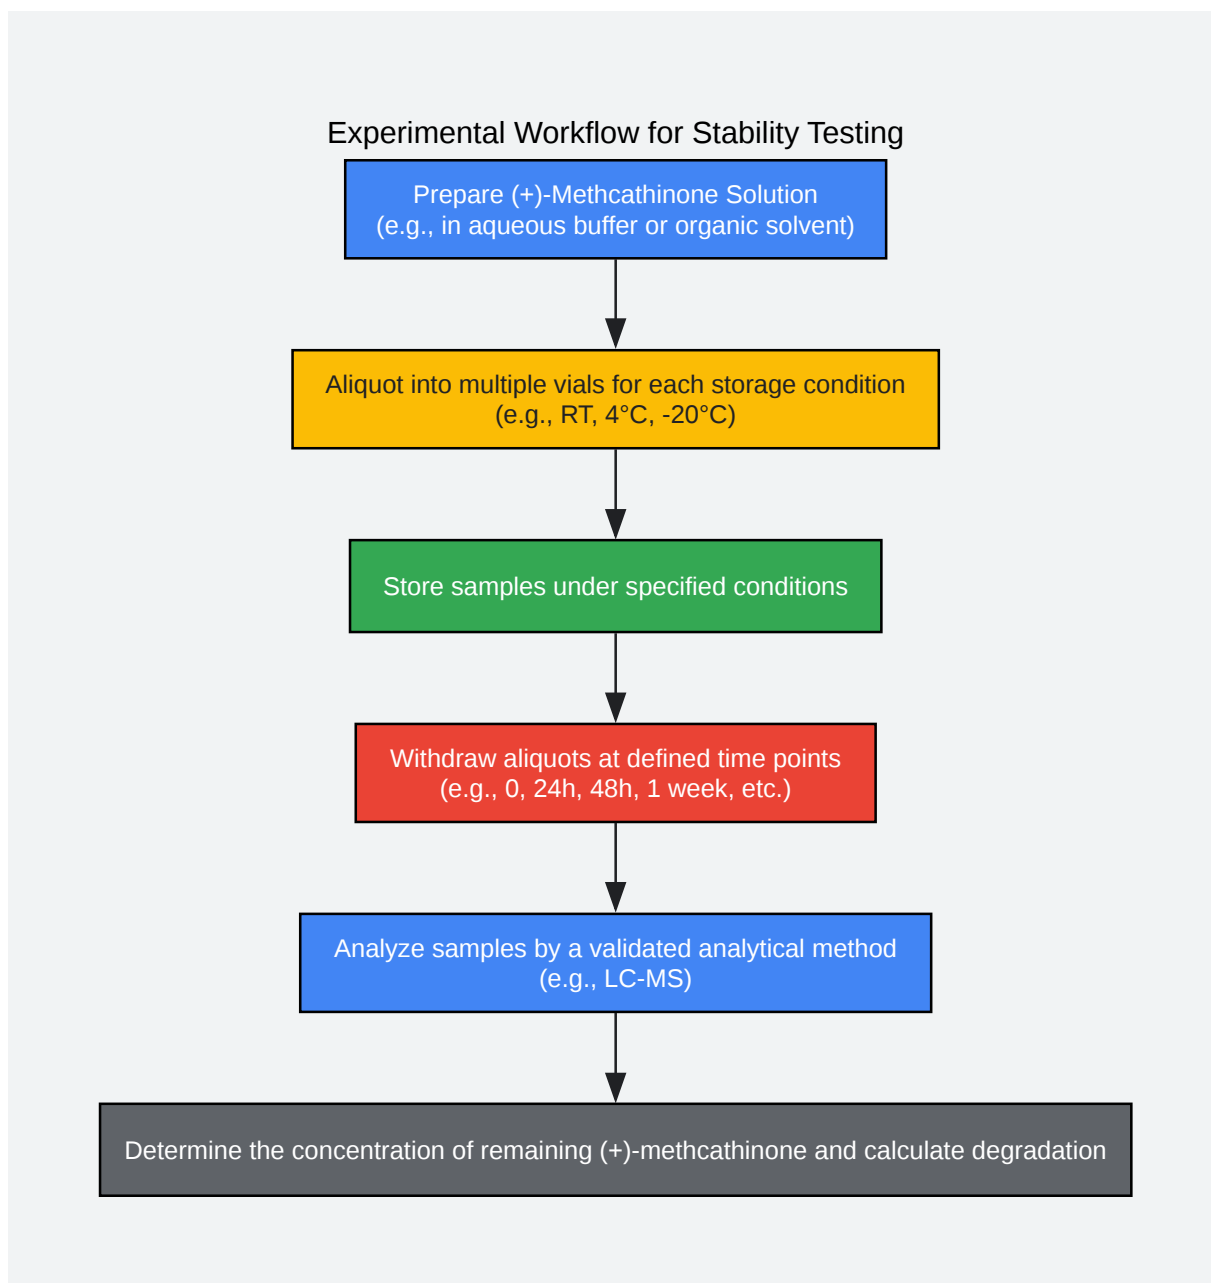 Experimental Workflow for Stability Testing
Prepare (+)-Methcathinone Solution
(e.g., in aqueous buffer or organic solvent)
Aliquot into multiple vials for each storage condition
(e.g., RT, 4°C, -20°C)
Store samples under specified conditions
Withdraw aliquots at defined time points
(e.g., 0, 24h, 48h, 1 week, etc.)
Analyze samples by a validated analytical method
(e.g., LC-MS)
Determine the concentration of remaining (+)-methcathinone and calculate degradation